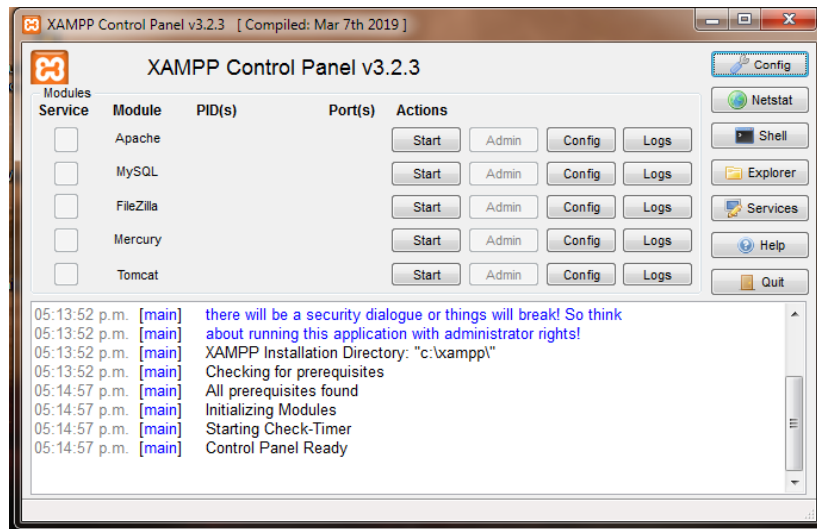 XAMPP Control Panel v3.2.3 [ Compiled: Mar 7th 2019 ]
XAMPP Control Panel v3.2.3
Config
Modules
Service Module PID(s) Port(s) Actions
Netstat
Apache Start Admin Config Logs
Shell
MySQL Start Admin Config Logs
Explorer
FileZilla Start Admin Config Logs
Services
Mercury Start Admin Config Logs
Help
Tomcat Start Admin Config Logs
Quit
05:13:52 p.m. [main] there will be a security dialogue or things will break! So think
05:13:52 p.m. [main] about running this application with administrator rights!
05:13:52 p.m. [main] XAMPP Installation Directory: "c:\xampp\"
05:13:52 p.m. [main] Checking for prerequisites
05:14:57 p.m. [main] All prerequisites found
05:14:57 p.m. [main] Initializing Modules
05:14:57 p.m. [main] Starting Check-Timer
05:14:57 p.m. [main] Control Panel Ready